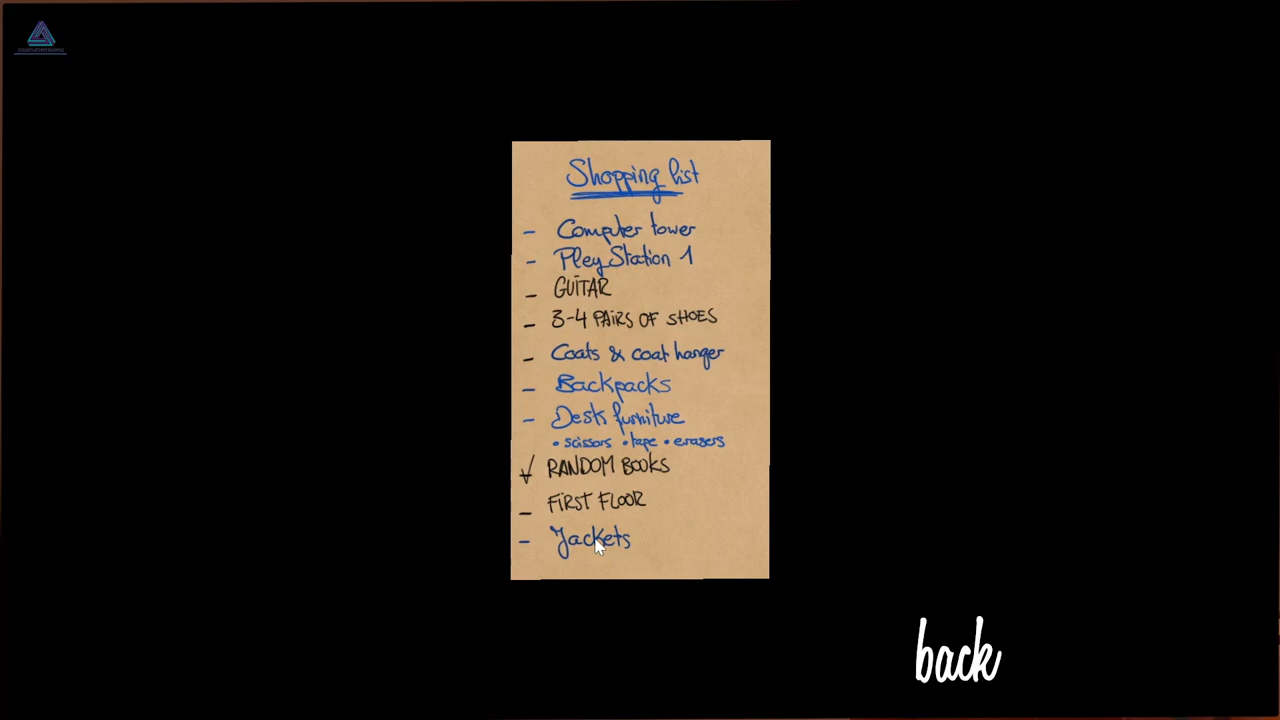 Shopping list
- Computer tower
- Pley Station 1
- GUITAR
- 3-4 PAIRS OF SHOES
- Coats & coat hanger
- Backpacks
- Desk furniture
• scissors • tape • erasers
RANDOM BOOKS
- FIRST FLOOR
- Jackets
back